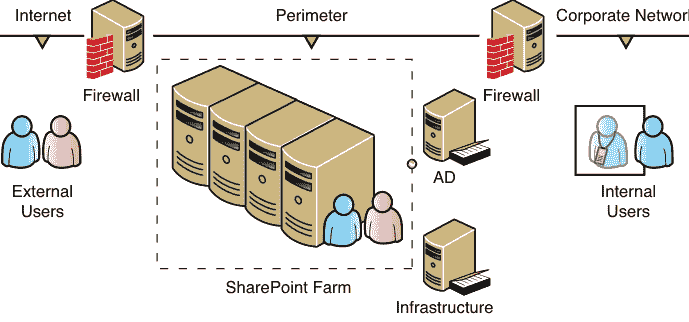 Internet
Perimeter
Corporate Network
Firewall
Firewall
External
Users
AD
Internal
Users
SharePoint Farm
Infrastructure